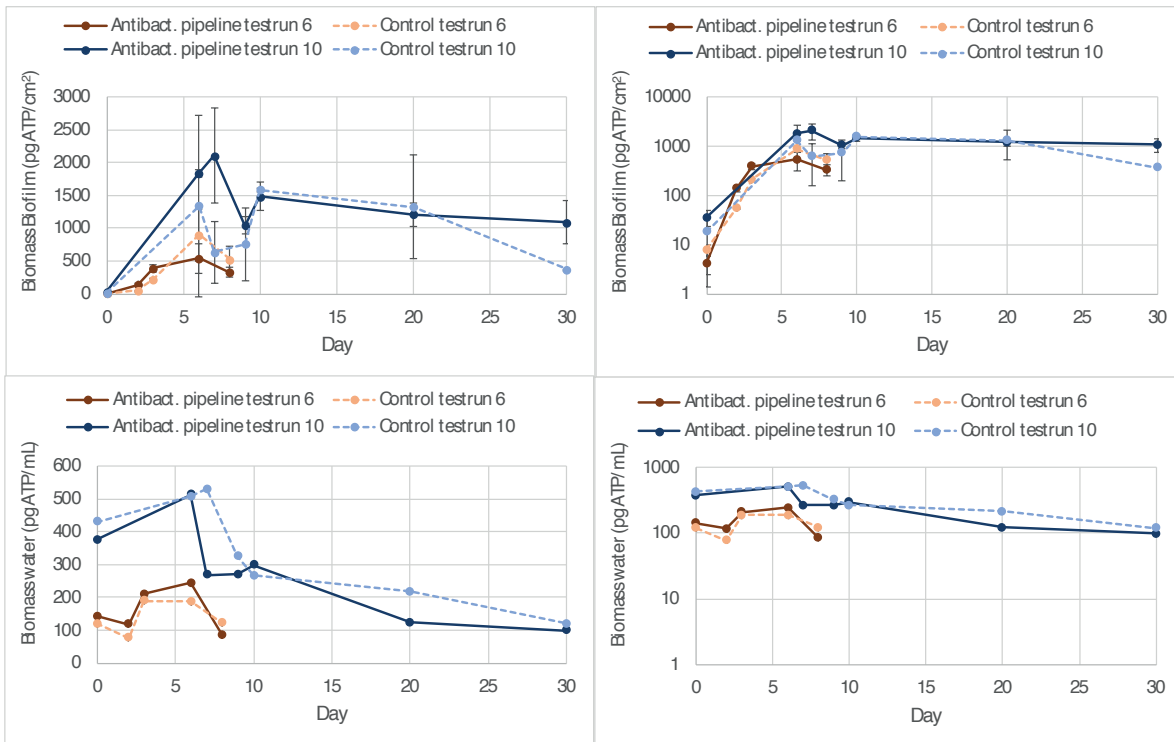 Antibact. pipeline testrun 6 Control testrun 6
Antibact. pipeline testrun 10 Control testrun 10
BiomassBiofilm (pgATP/cm²)
3000
2500
2000
1500
1000
500
0
0 5 10 15 20 25 30
Day
Antibact. pipeline testrun 6 Control testrun 6
Antibact. pipeline testrun 10 Control testrun 10
BiomassBiofilm (pgATP/cm²)
10000
1000
100
10
1
0 5 10 15 20 25 30
Day
Antibact. pipeline testrun 6 Control testrun 6
Antibact. pipeline testrun 10 Control testrun 10
Biomasswater (pgATP/mL)
600
500
400
300
200
100
0
0 5 10 15 20 25 30
Day
Antibact. pipeline testrun 6 Control testrun 6
Antibact. pipeline testrun 10 Control testrun 10
Biomasswater (pgATP/mL)
1000
100
10
1
0 5 10 15 20 25 30
Day